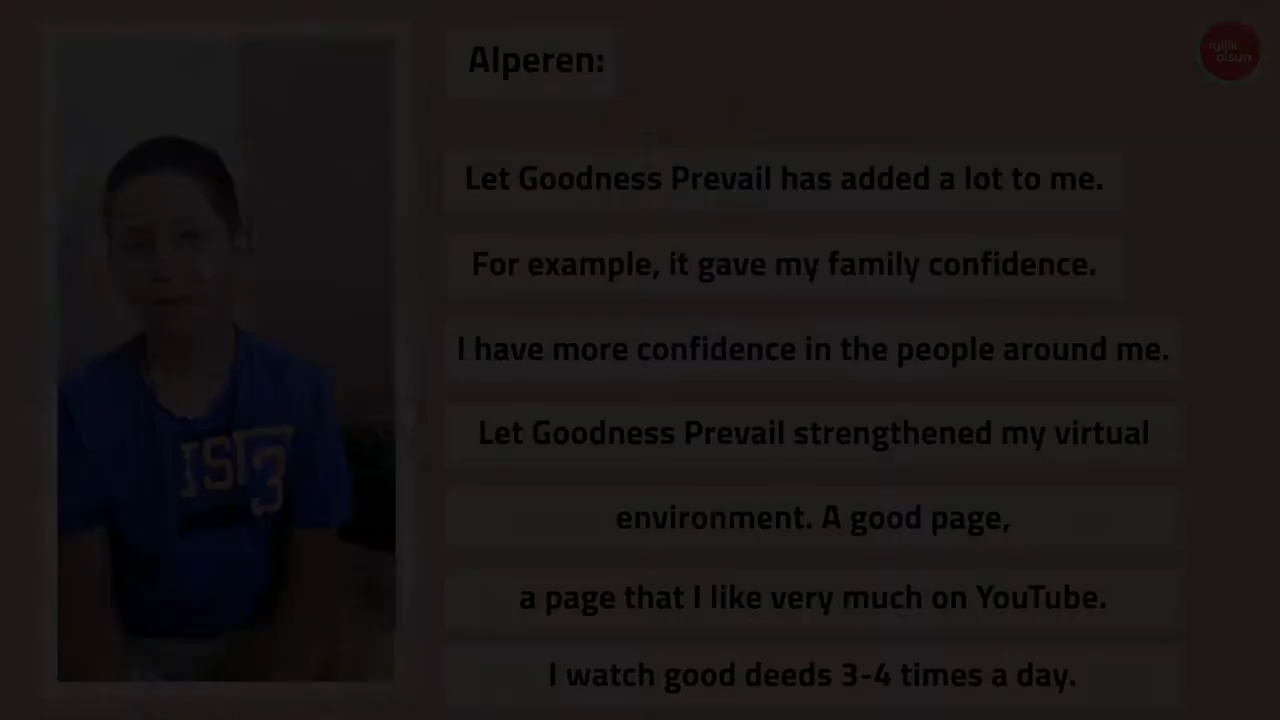 Alperen:
iyilik
olsun
Let Goodness Prevail has added a lot to me.
For example, it gave my family confidence.
I have more confidence in the people around me.
Let Goodness Prevail strengthened my virtual
environment. A good page,
a page that I like very much on YouTube.
I watch good deeds 3-4 times a day.